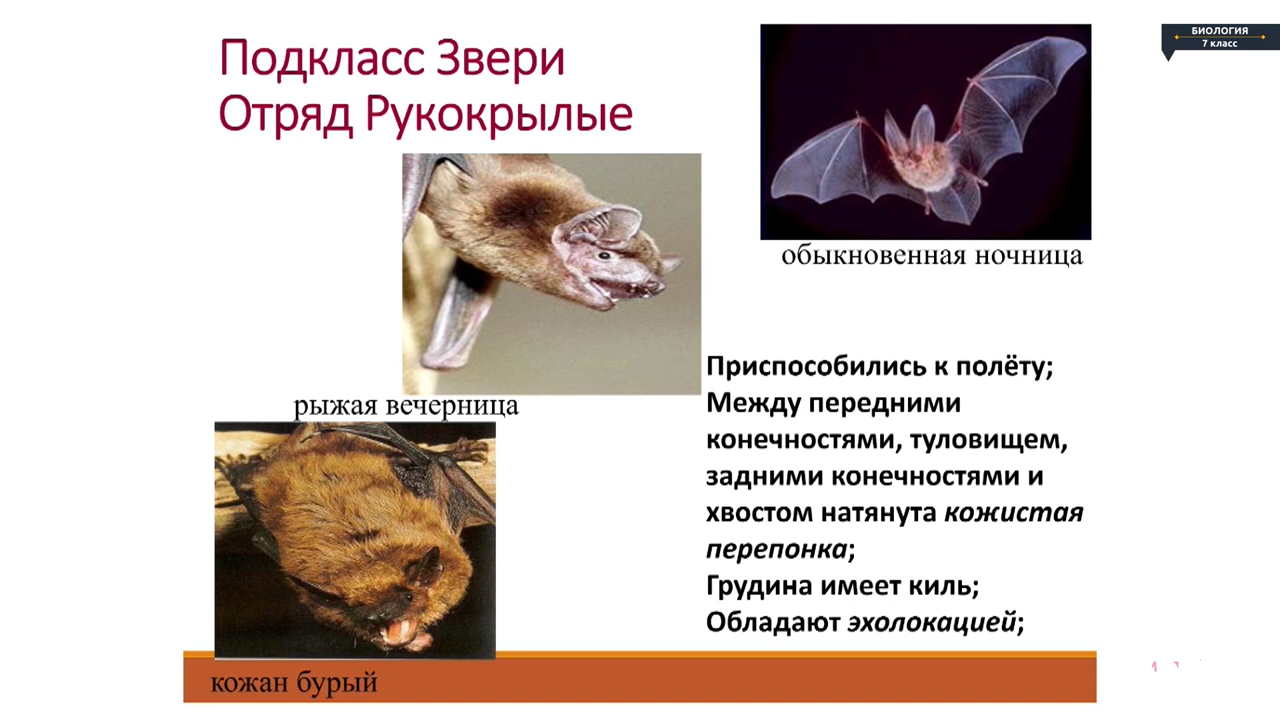 Подкласс Звери
Отряд Рукокрылые
БИОЛОГИЯ
7 класс
обыкновенная ночница
рыжая вечерница
Приспособились к полёту;
Между передними
конечностями, туловищем,
задними конечностями и
хвостом натянута кожистая
перепонка;
Грудина имеет киль;
Обладают эхолокацией;
кожан бурый